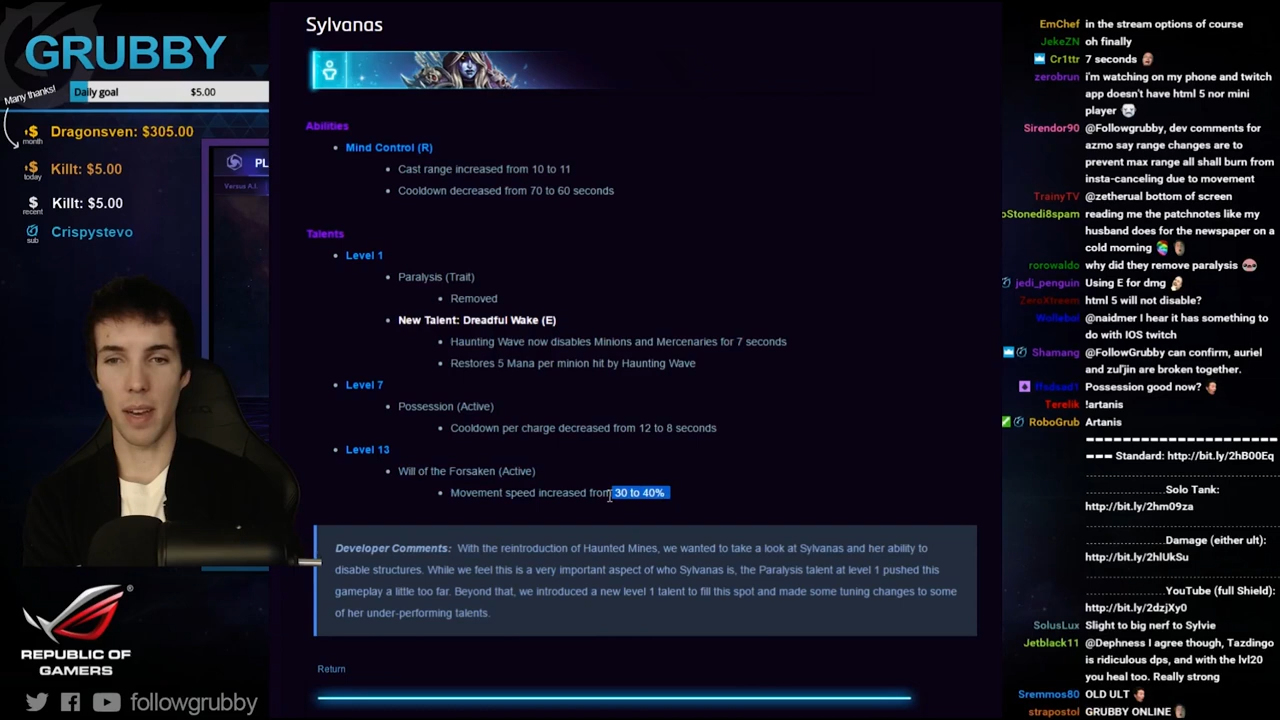 GRUBBY
Many thanks!
Daily goal $5.00
$ month Dragonsven: $305.00
$ today Killt: $5.00
$ recent Killt: $5.00
sub Crispystevo
PL
Versus A.I.
REPUBLIC OF
GAMERS
followgrubby
Sylvanas
Abilities
Mind Control (R)
Cast range increased from 10 to 11
Cooldown decreased from 70 to 60 seconds
Talents
Level 1
Paralysis (Trait)
Removed
New Talent: Dreadful Wake (E)
Haunting Wave now disables Minions and Mercenaries for 7 seconds
Restores 5 Mana per minion hit by Haunting Wave
Level 7
Possession (Active)
Cooldown per charge decreased from 12 to 8 seconds
Level 13
Will of the Forsaken (Active)
Movement speed increased from 30 to 40%
Developer Comments: With the reintroduction of Haunted Mines, we wanted to take a look at Sylvanas and her ability to
disable structures. While we feel this is a very important aspect of who Sylvanas is, the Paralysis talent at level 1 pushed this
gameplay a little too far. Beyond that, we introduced a new level 1 talent to fill this spot and made some tuning changes to some
of her under-performing talents.
Return
EmChef in the stream options of course
JekeZN oh finally
Cr1ttr 7 seconds
zerobrun i'm watching on my phone and twitch
app doesn't have html 5 nor mini
player
Sirendor90 @Followgrubby, dev comments for
azmo say range changes are to
prevent max range all shall burn from
insta-canceling due to movement
TrainyTV @zetherual bottom of screen
oStonedi8spam reading me the patchnotes like my
husband does for the newspaper on a
cold morning
rorowaldo why did they remove paralysis
jedi_penguin Using E for dmg
ZeroXtreem html 5 will not disable?
Wolleboi @naidmer I hear it has something to
do with IOS twitch
Shamang @FollowGrubby can confirm, auriel
and zul'jin are broken together.
Possession good now?
Terelik !artanis
RoboGrub Artanis
Standard: http://bit.ly/2hB00Eq
Solo Tank:
http://bit.ly/2hm09za
Damage (either ult):
http://bit.ly/2hlUkSu
YouTube (full Shield):
http://bit.ly/2dzjXy0
SolusLux Slight to big nerf to Sylvie
Jetblack11 @Dephness I agree though, Tazdingo
is ridiculous dps, and with the lvl20
you heal too. Really strong
Sremmos80 OLD ULT
strapostol GRUBBY ONLINE